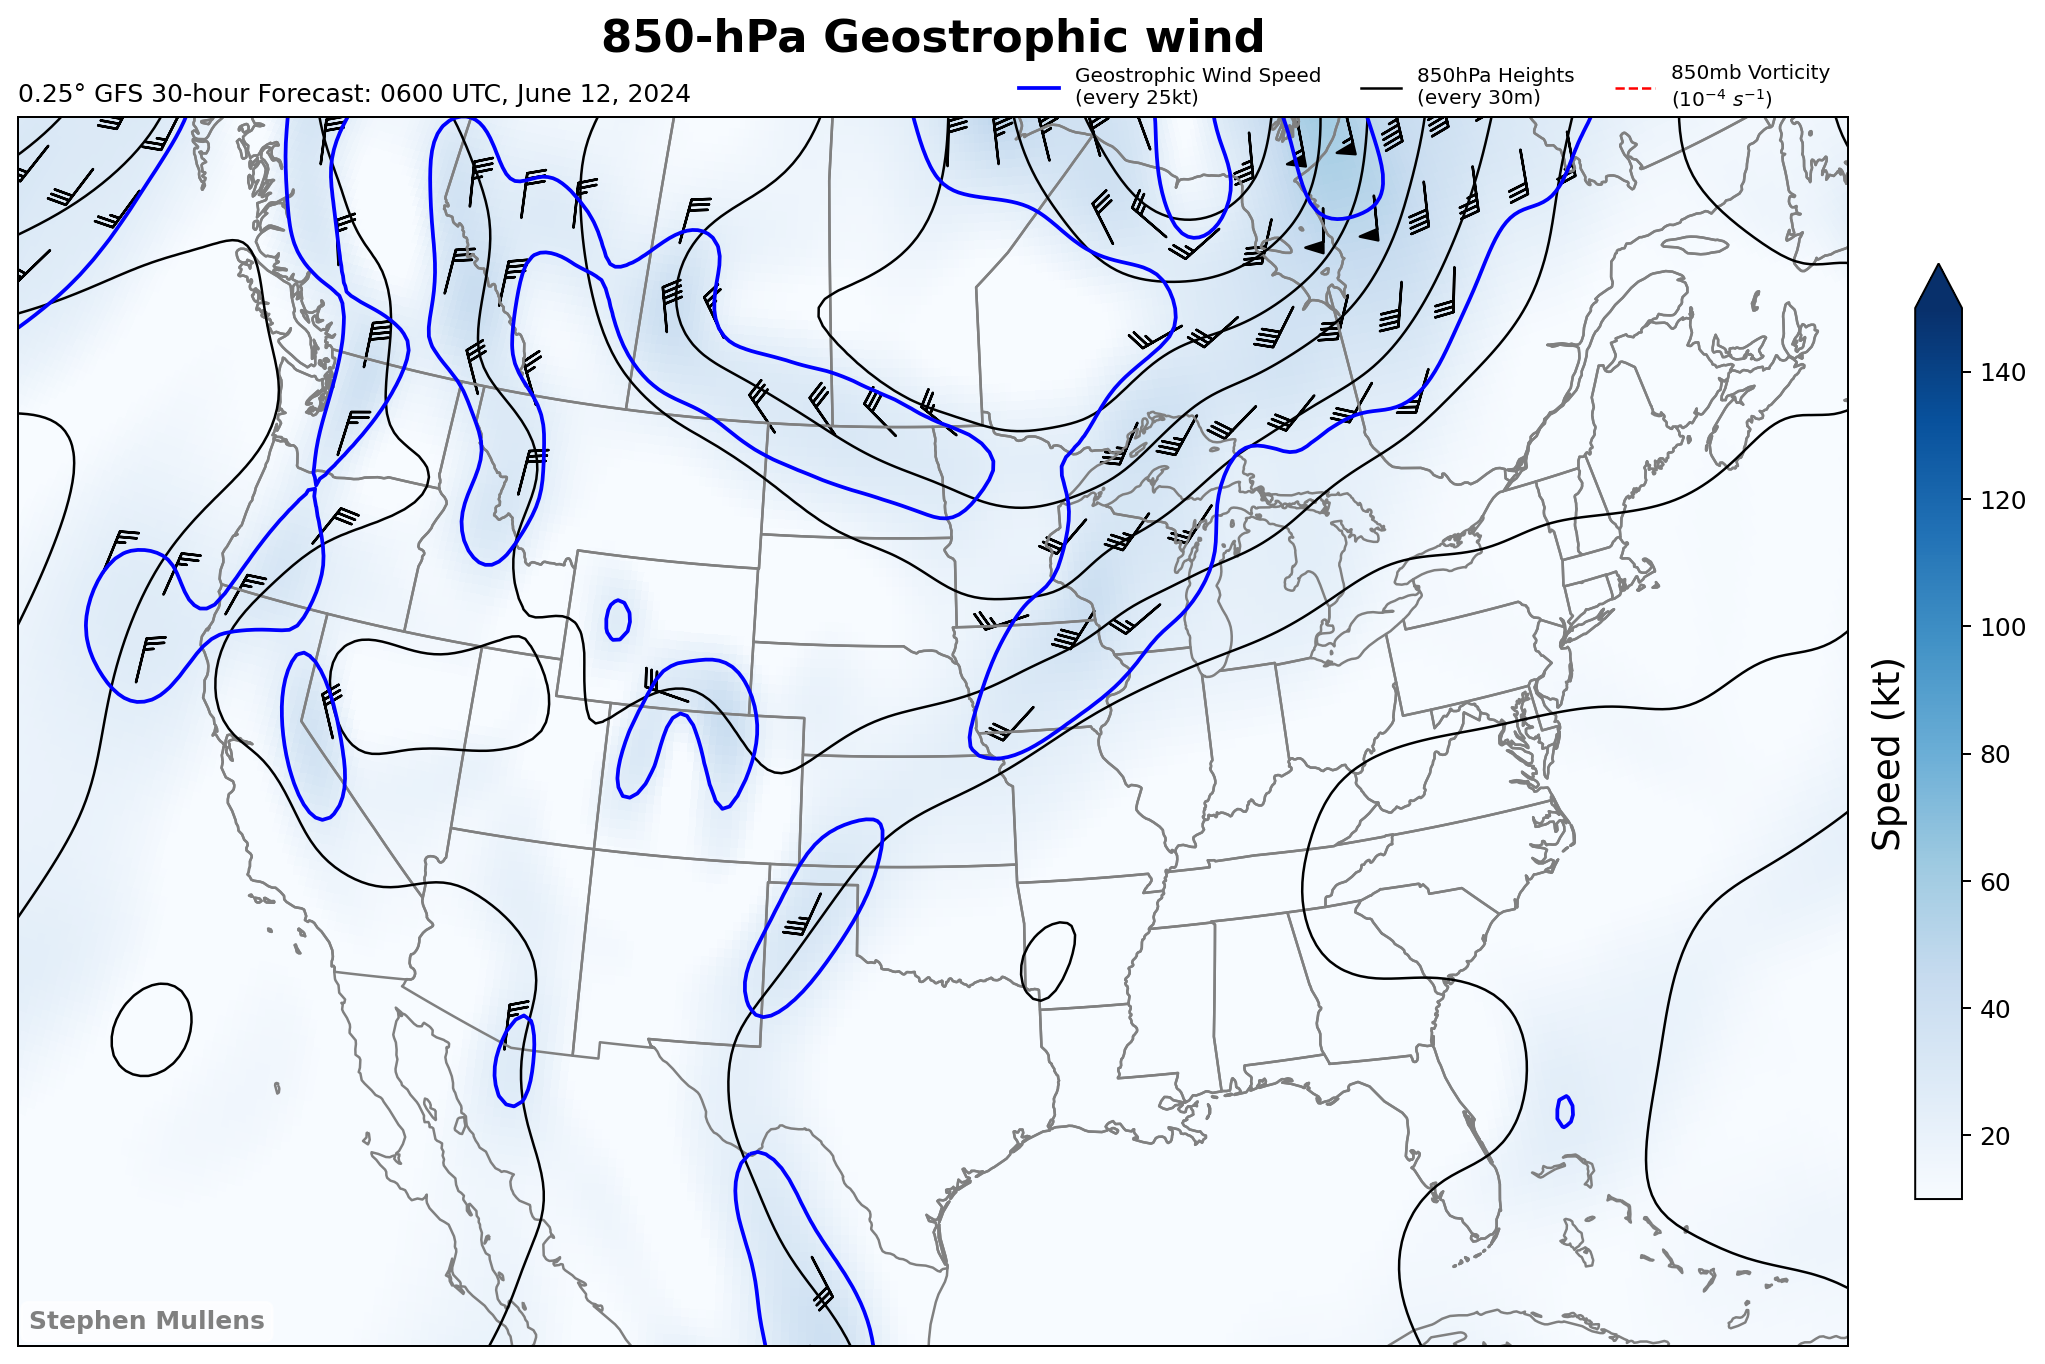 850-hPa Geostrophic wind
0.25° GFS 30-hour Forecast: 0600 UTC, June 12, 2024
Geostrophic Wind Speed
(every 25kt)
850hPa Heights
(every 30m)
850mb Vorticity
(10⁻⁴ s⁻¹)
140
120
100
80
60
40
20
Speed (kt)
Stephen Mullens